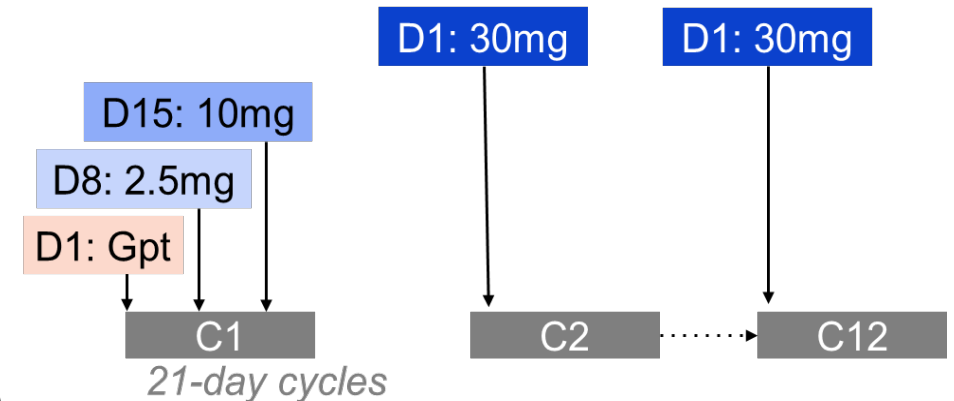 D1: 30mg
D1: 30mg
D15: 10mg
D8: 2.5mg
D1: Gpt
C1
C2
C12
21-day cycles